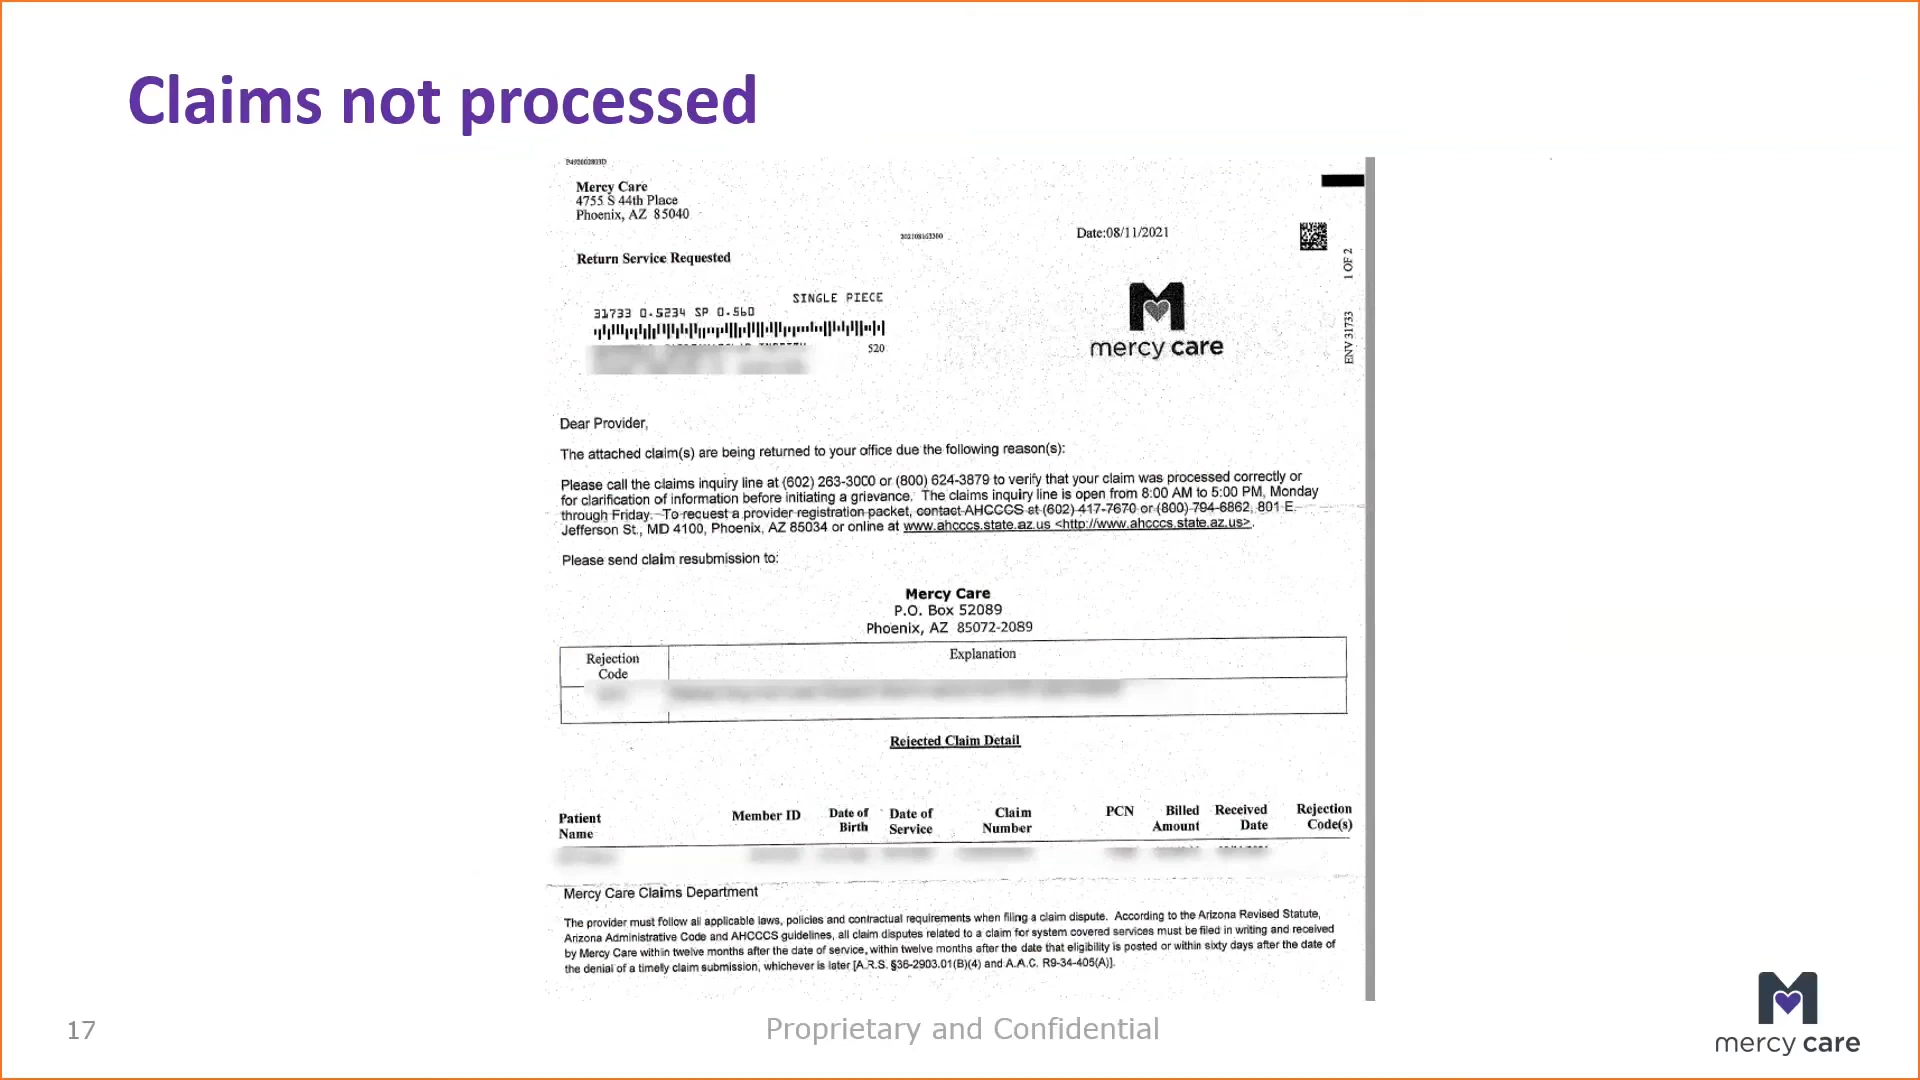 Claims not processed
P492002803D
Mercy Care
4755 S 44th Place
Phoenix, AZ 85040
202108163300
Date:08/11/2021
Return Service Requested
1 OF 2
SINGLE PIECE
31733 0.5234 SP 0.560
520
ENV 31733
mercy care
Dear Provider,
The attached claim(s) are being returned to your office due the following reason(s):
Please call the claims inquiry line at (602) 263-3000 or (800) 624-3879 to verify that your claim was processed correctly or
for clarification of information before initiating a grievance. The claims inquiry line is open from 8:00 AM to 5:00 PM, Monday
through Friday. To request a provider registration packet, contact AHCCCS at (602) 417-7670 or (800) 794-6862, 801 E.
Jefferson St., MD 4100, Phoenix, AZ 85034 or online at www.ahcccs.state.az.us <http://www.ahcccs.state.az.us>.
Please send claim resubmission to:
Mercy Care
P.O. Box 52089
Phoenix, AZ 85072-2089
Rejection Code
Explanation
Rejected Claim Detail
Patient Name
Member ID
Date of Birth
Date of Service
Claim Number
PCN
Billed Amount
Received Date
Rejection Code(s)
Mercy Care Claims Department
The provider must follow all applicable laws, policies and contractual requirements when filing a claim dispute. According to the Arizona Revised Statute,
Arizona Administrative Code and AHCCCS guidelines, all claim disputes related to a claim for system covered services must be filed in writing and received
by Mercy Care within twelve months after the date of service, within twelve months after the date that eligibility is posted or within sixty days after the date of
the denial of a timely claim submission, whichever is later [A.R.S. §36-2903.01(B)(4) and A.A.C. R9-34-405(A)].
17
Proprietary and Confidential
mercy care